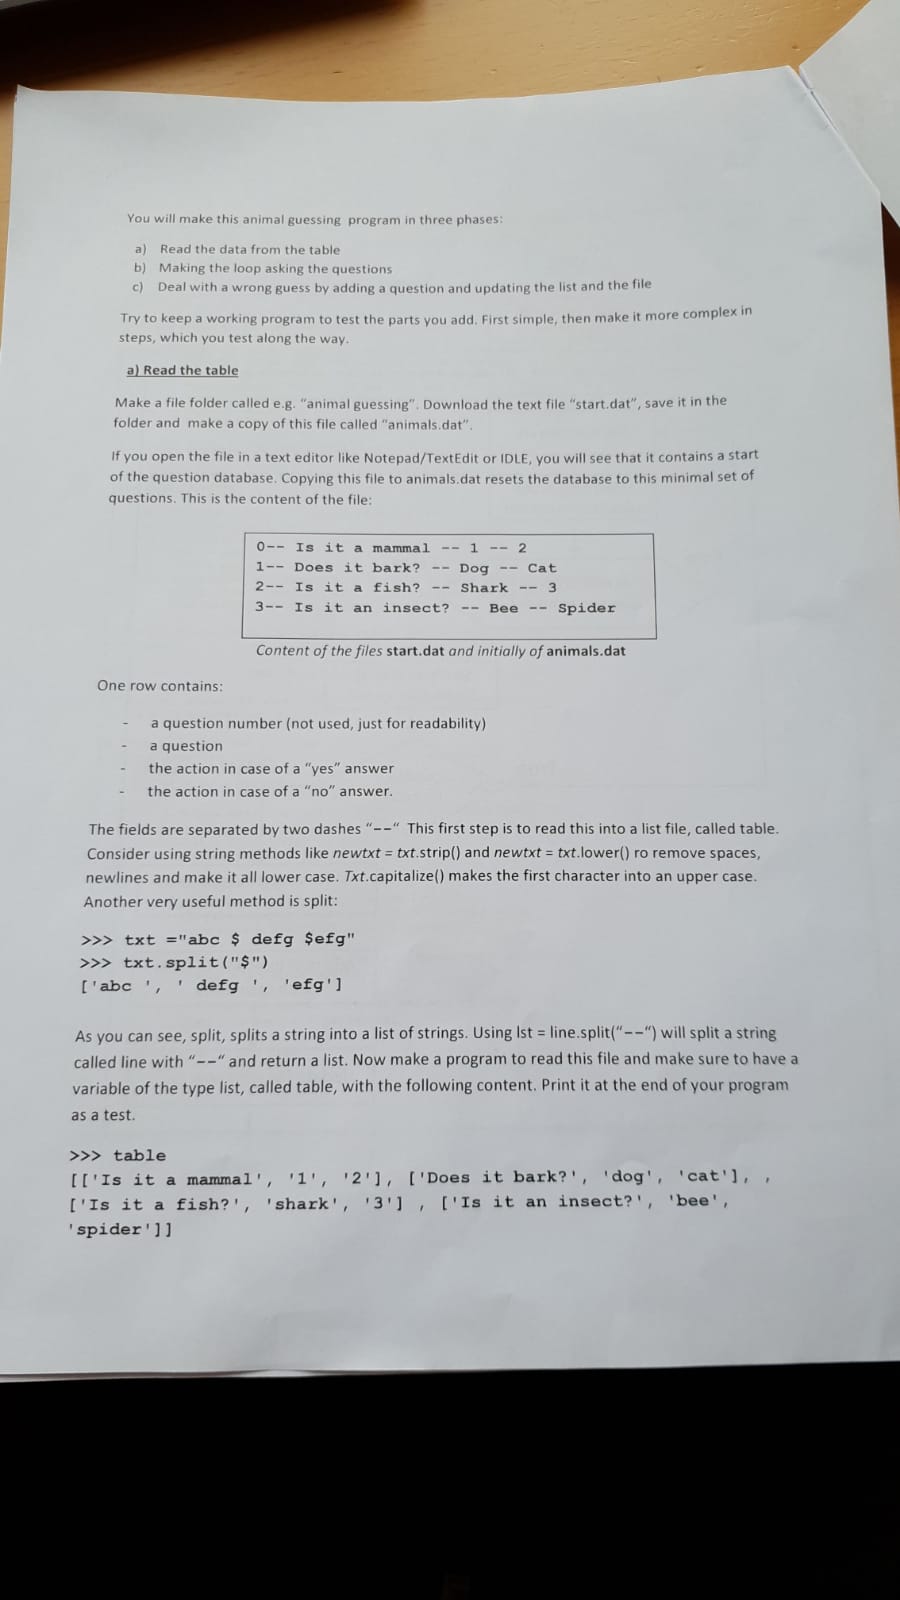 You will make this animal guessing program in three phases:
a) Read the data from the table
b) Making the loop asking the questions
c) Deal with a wrong guess by adding a question and updating the list and the file
Try to keep a working program to test the parts you add. First simple, then make it more complex in
steps, which you test along the way.
a) Read the table
Make a file folder called e.g. "animal guessing". Download the text file "start.dat", save it in the
folder and make a copy of this file called "animals.dat".
If you open the file in a text editor like Notepad/TextEdit or IDLE, you will see that it contains a start
of the question database. Copying this file to animals.dat resets the database to this minimal set of
questions. This is the content of the file:
0-- Is it a mammal -- 1 -- 2
1-- Does it bark? -- Dog -- Cat
2-- Is it a fish? -- Shark -- 3
3-- Is it an insect? -- Bee -- Spider
Content of the files start.dat and initially of animals.dat
One row contains:
- a question number (not used, just for readability)
- a question
- the action in case of a "yes" answer
- the action in case of a "no" answer.
The fields are separated by two dashes "--“ This first step is to read this into a list file, called table.
Consider using string methods like newtxt = txt.strip() and newtxt = txt.lower() ro remove spaces,
newlines and make it all lower case. Txt.capitalize() makes the first character into an upper case.
Another very useful method is split:
>>> txt ="abc $ defg $efg"
>>> txt.split("$")
['abc ', ' defg ', 'efg']
As you can see, split, splits a string into a list of strings. Using lst = line.split(“--“) will split a string
called line with “--“ and return a list. Now make a program to read this file and make sure to have a
variable of the type list, called table, with the following content. Print it at the end of your program
as a test.
>>> table
[['Is it a mammal', '1', '2'], ['Does it bark?', 'dog', 'cat'], ,
['Is it a fish?', 'shark', '3'] , ['Is it an insect?', 'bee',
'spider']]